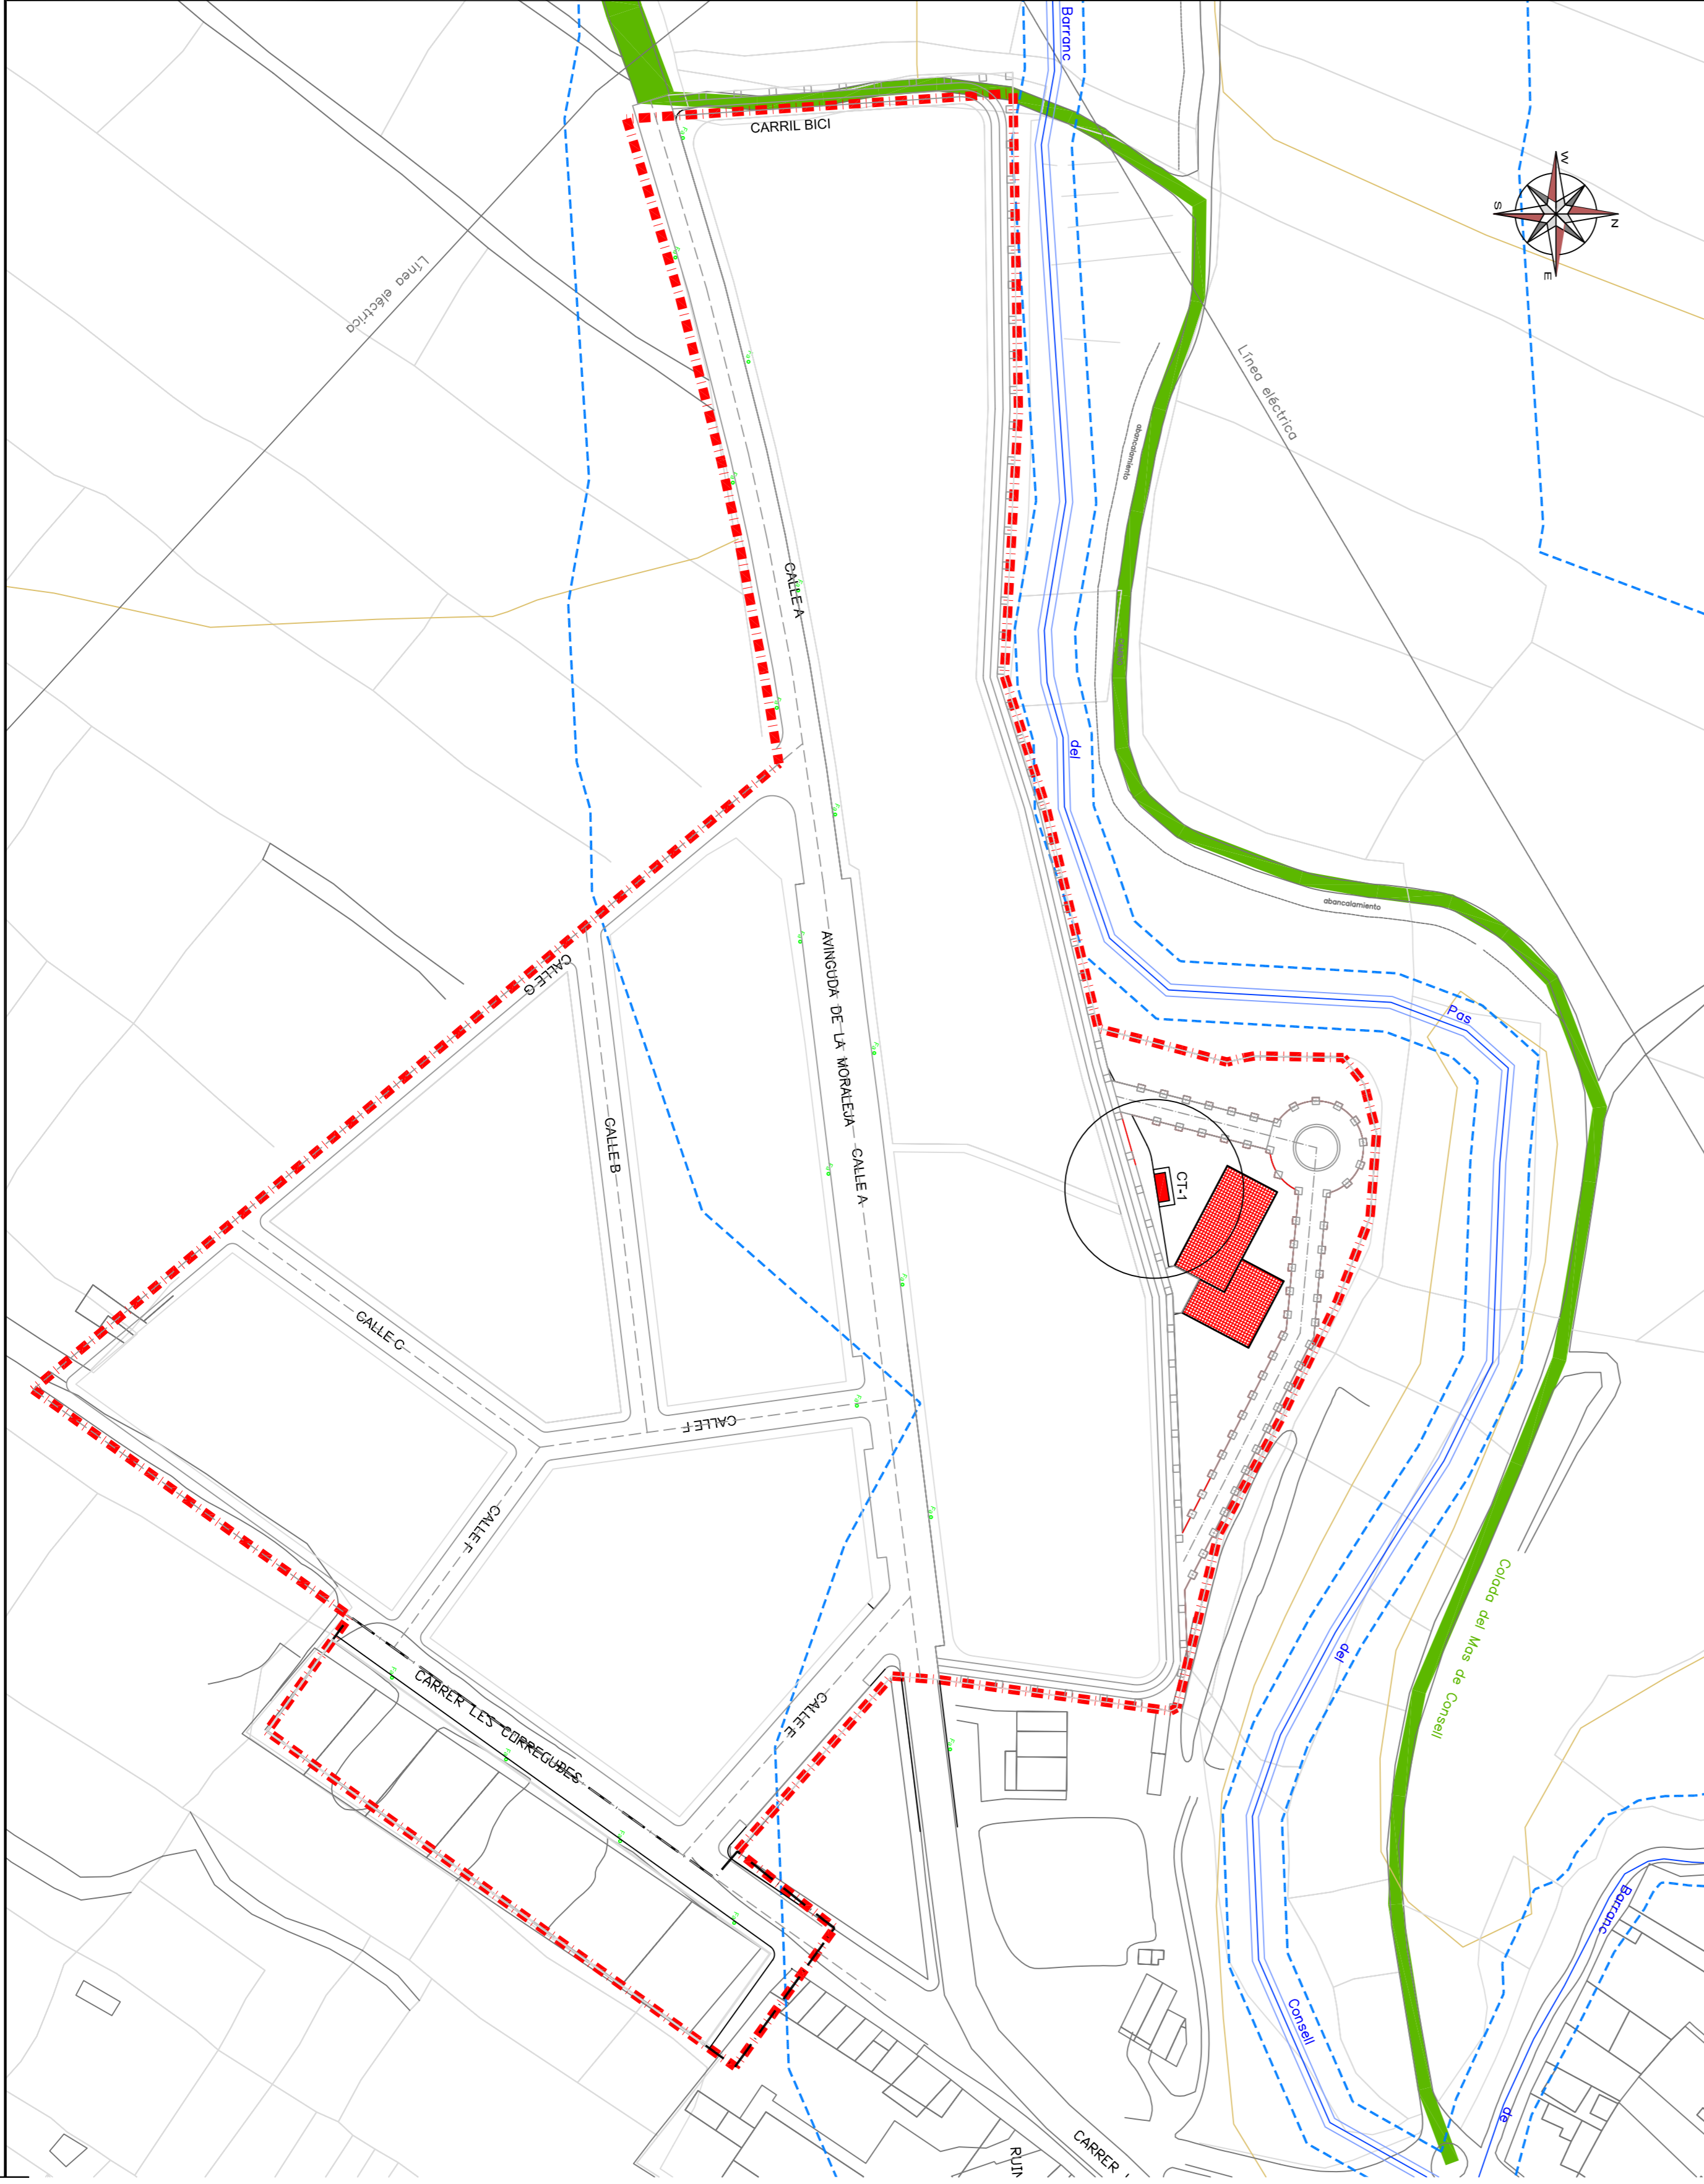 Barranc
CARRIL BICI
W
N
S
E
Línea eléctrica
Línea eléctrica
abancalamiento
CALLE A
del
abancalamiento
AVINGUDA DE LA MORALEJA
CALLE G
Pas
CALLE B
CALLE A
CT-1
CALLE C
CALLE F
CALLE F
Colada del Mas de Consell
del
CARRER LES CORREGUDES
CALLE E
Barranc
Consell
de
CARRER